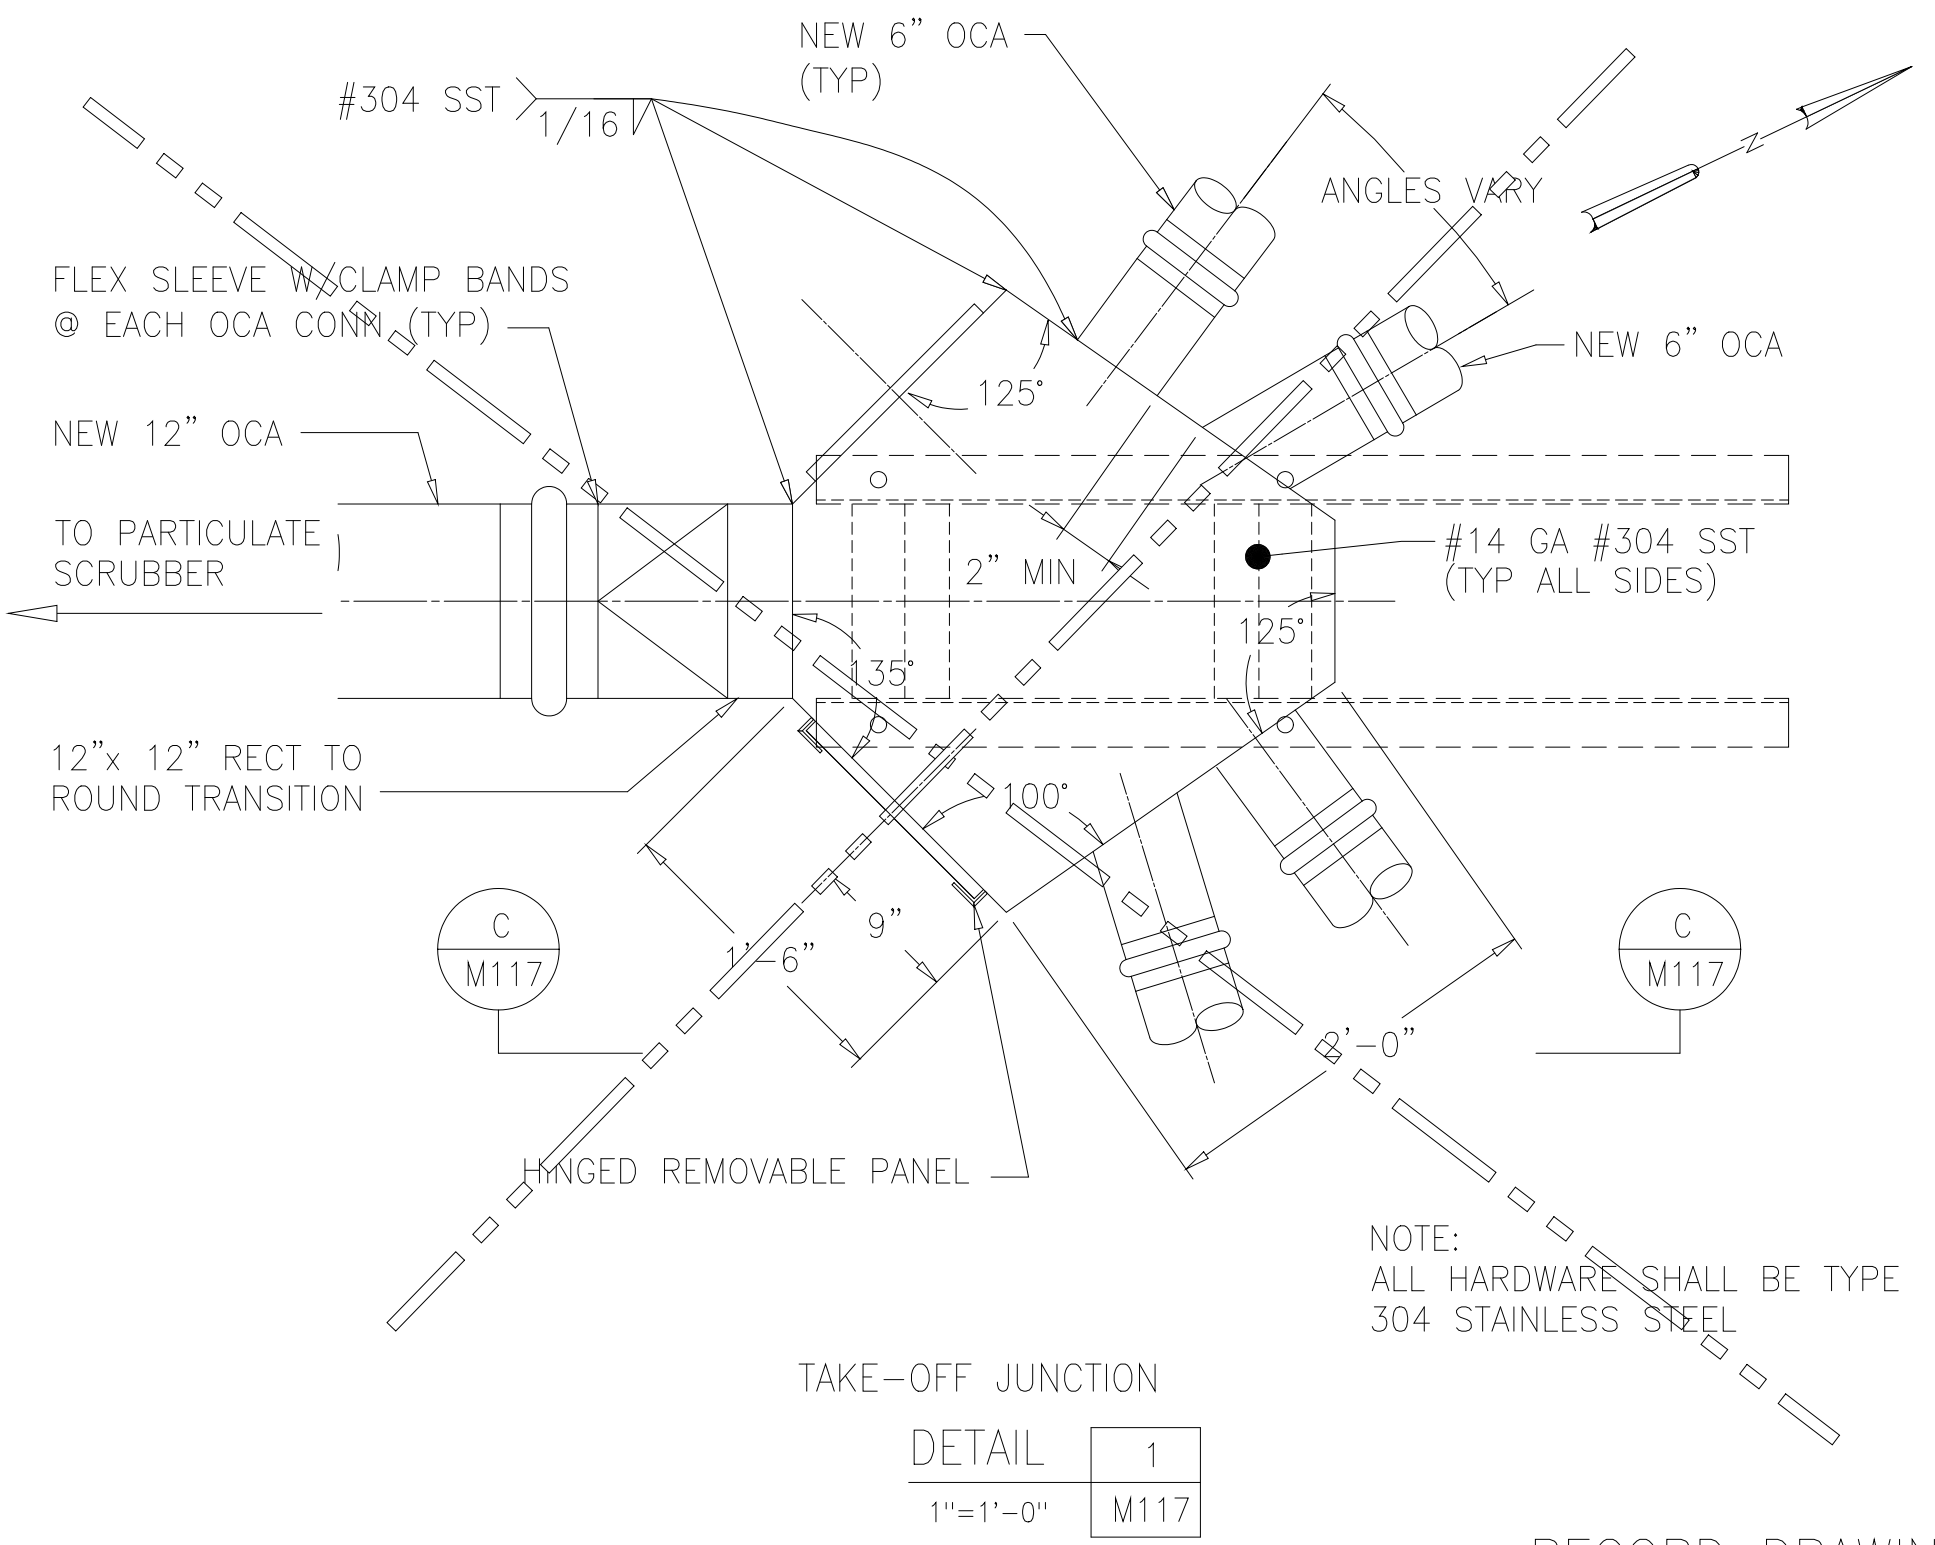 NEW 6” OCA
(TYP)
#304 SST
1/16
N
ANGLES VARY
FLEX SLEEVE W/CLAMP BANDS
@ EACH OCA CONN (TYP)
NEW 6” OCA
125°
NEW 12” OCA
TO PARTICULATE
SCRUBBER
#14 GA #304 SST
(TYP ALL SIDES)
2” MIN
125°
135°
12”x 12” RECT TO
ROUND TRANSITION
100°
C
M117
9”
1’-6”
C
M117
2’-0”
HINGED REMOVABLE PANEL
NOTE:
ALL HARDWARE SHALL BE TYPE
304 STAINLESS STEEL
TAKE-OFF JUNCTION
DETAIL 1
1"=1’-0" M117
RECORD